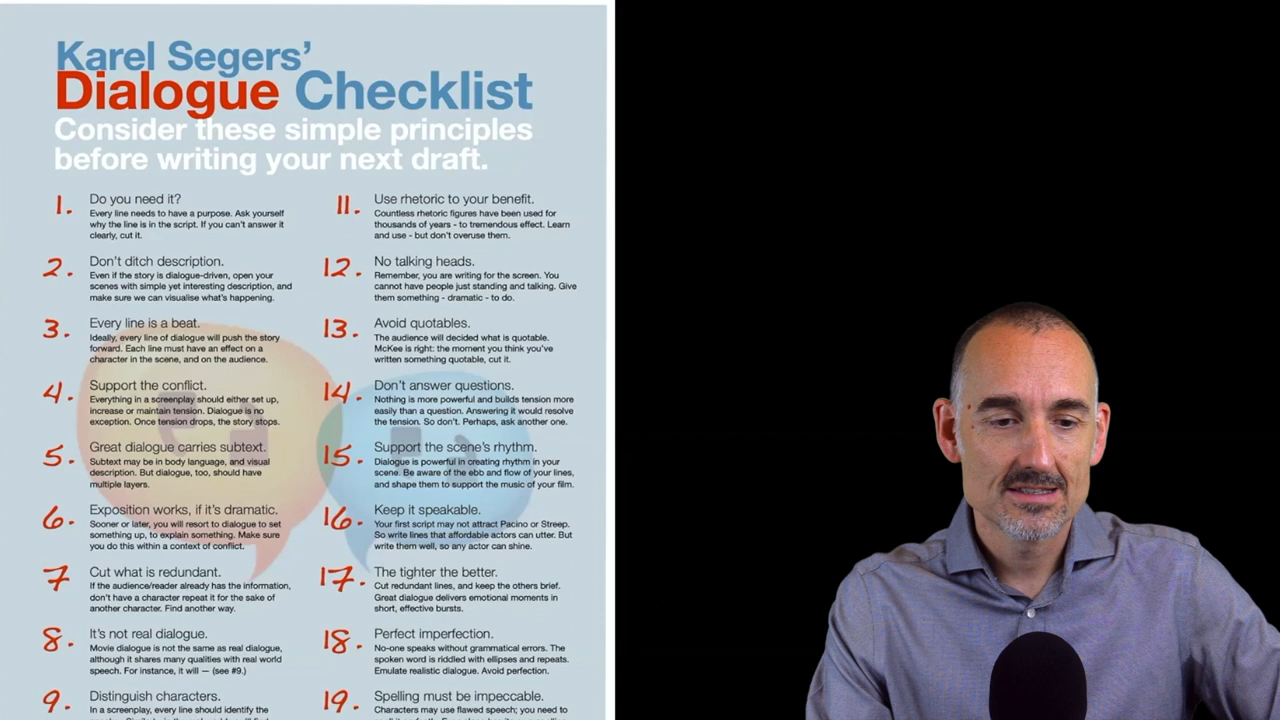 Karel Segers’
Dialogue Checklist
Consider these simple principles
before writing your next draft.
1. Do you need it?
Every line needs to have a purpose. Ask yourself
why the line is in the script. If you can’t answer it
clearly, cut it.
2. Don’t ditch description.
Even if the story is dialogue-driven, open your
scenes with simple yet interesting description, and
make sure we can visualise what’s happening.
3. Every line is a beat.
Ideally, every line of dialogue will push the story
forward. Each line must have an effect on a
character in the scene, and on the audience.
4. Support the conflict.
Everything in a screenplay should either set up,
increase or maintain tension. Dialogue is no
exception. Once tension drops, the story stops.
5. Great dialogue carries subtext.
Subtext may be in body language, and visual
description. But dialogue, too, should have
multiple layers.
6. Exposition works, if it’s dramatic.
Sooner or later, you will resort to dialogue to set
something up, to explain something. Make sure
you do this within a context of conflict.
7 Cut what is redundant.
If the audience/reader already has the information,
don’t have a character repeat it for the sake of
another character. Find another way.
8. It’s not real dialogue.
Movie dialogue is not the same as real dialogue,
although it shares many qualities with real world
speech. For instance, it will — (see #9.)
9. Distinguish characters.
In a screenplay, every line should identify the
11. Use rhetoric to your benefit.
Countless rhetoric figures have been used for
thousands of years - to tremendous effect. Learn
and use - but don’t overuse them.
12. No talking heads.
Remember, you are writing for the screen. You
cannot have people just standing and talking. Give
them something - dramatic - to do.
13. Avoid quotables.
The audience will decided what is quotable.
McKee is right: the moment you think you’ve
written something quotable, cut it.
14. Don’t answer questions.
Nothing is more powerful and builds tension more
easily than a question. Answering it would resolve
the tension. So don’t. Perhaps, ask another one.
15. Support the scene’s rhythm.
Dialogue is powerful in creating rhythm in your
scene. Be aware of the ebb and flow of your lines,
and shape them to support the music of your film.
16. Keep it speakable.
Your first script may not attract Pacino or Streep.
So write lines that affordable actors can utter. But
write them well, so any actor can shine.
17. The tighter the better.
Cut redundant lines, and keep the others brief.
Great dialogue delivers emotional moments in
short, effective bursts.
18. Perfect imperfection.
No-one speaks without grammatical errors. The
spoken word is riddled with ellipses and repeats.
Emulate realistic dialogue. Avoid perfection.
19. Spelling must be impeccable.
Characters may use flawed speech; you need to